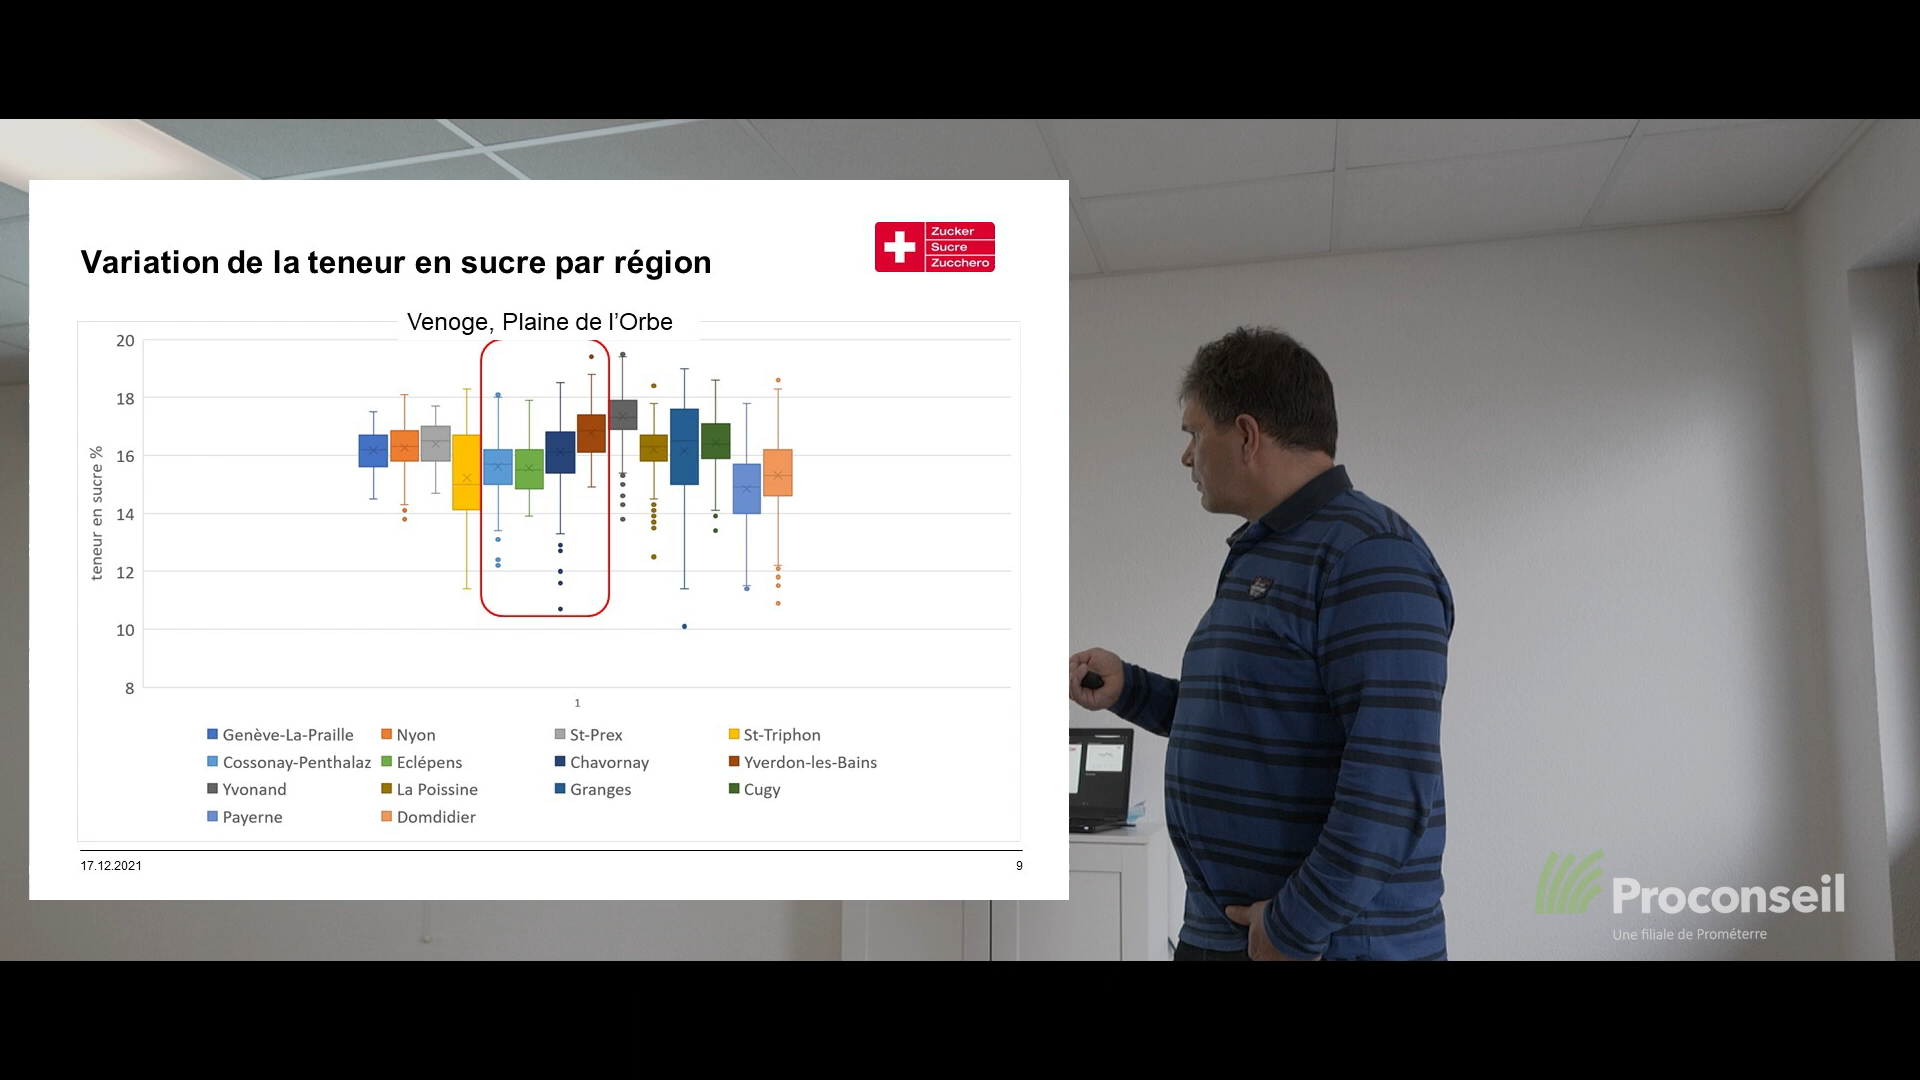 Variation de la teneur en sucre par région
Zucker
Sucre
Zucchero
Venoge, Plaine de l’Orbe
20
18
16
14
12
10
8
teneur en sucre %
1
Genève-La-Praille Nyon St-Prex St-Triphon
Cossonay-Penthalaz Eclépens Chavornay Yverdon-les-Bains
Yvonand La Poissine Granges Cugy
Payerne Domdidier
17.12.2021 9
Proconseil
Une filiale de Prométerre